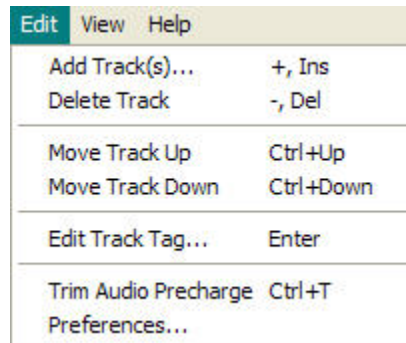 Edit View Help
Add Track(s)... +, Ins
Delete Track -, Del
Move Track Up Ctrl+Up
Move Track Down Ctrl+Down
Edit Track Tag... Enter
Trim Audio Precharge Ctrl+T
Preferences...